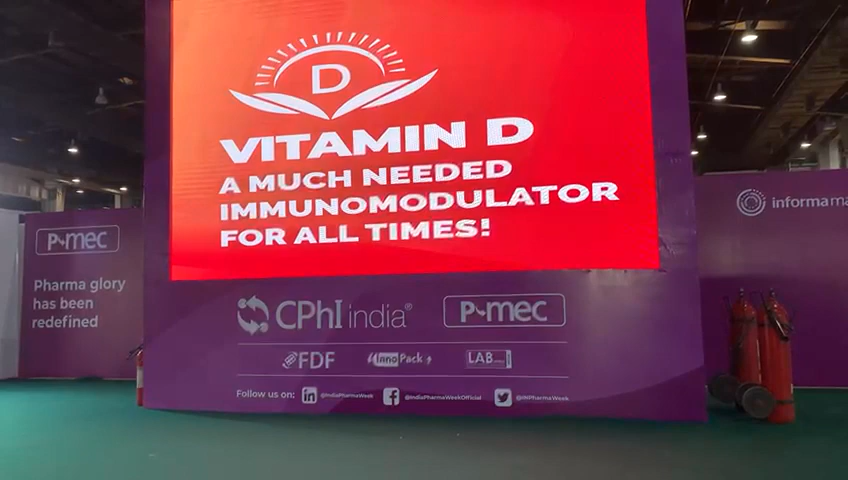 D
VITAMIN D
A MUCH NEEDED
IMMUNOMODULATOR
FOR ALL TIMES!
P-mec
Pharma glory
has been
redefined
informa
CPhI india®
P-mec
FDF
InnoPack
LAB
Follow us on: in @IndiaPharmaWeek f @IndiaPharmaWeekOfficial @INPharmaWeek